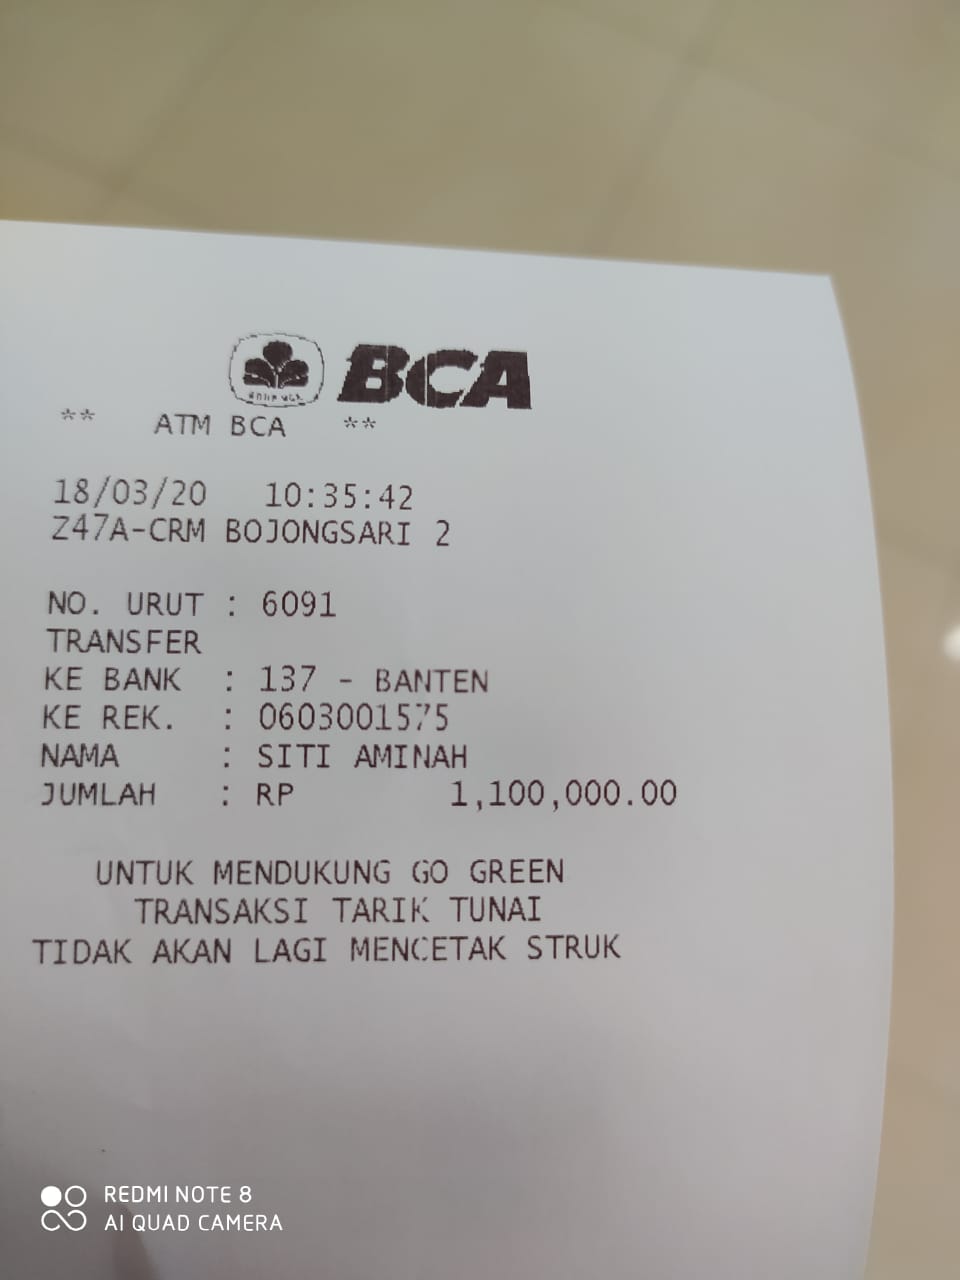 BCA
** ATM BCA **
18/03/20 10:35:42
Z47A-CRM BOJONGSARI 2
NO. URUT : 6091
TRANSFER
KE BANK : 137 - BANTEN
KE REK. : 0603001575
NAMA : SITI AMINAH
JUMLAH : RP 1,100,000.00
UNTUK MENDUKUNG GO GREEN
TRANSAKSI TARIK TUNAI
TIDAK AKAN LAGI MENCETAK STRUK
REDMI NOTE 8
AI QUAD CAMERA